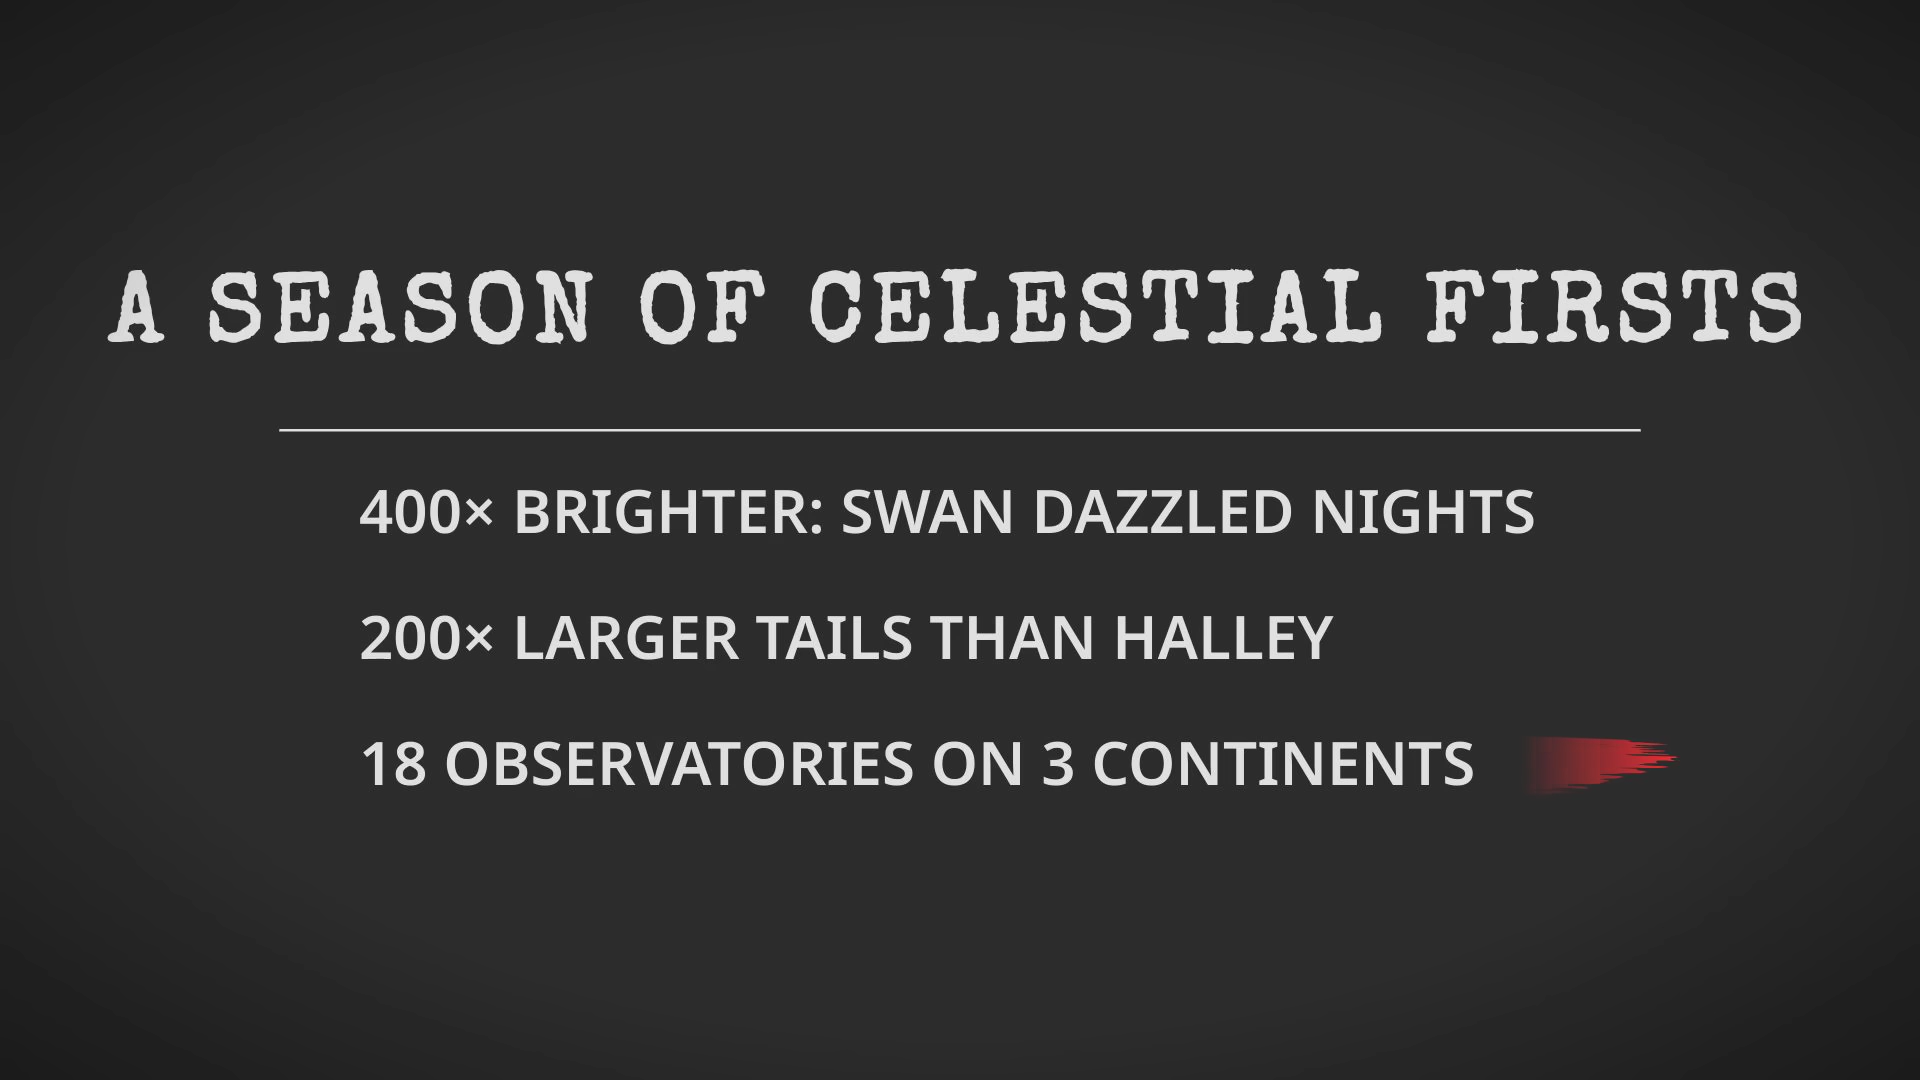 A SEASON OF CELESTIAL FIRSTS
400× BRIGHTER: SWAN DAZZLED NIGHTS
200× LARGER TAILS THAN HALLEY
18 OBSERVATORIES ON 3 CONTINENTS